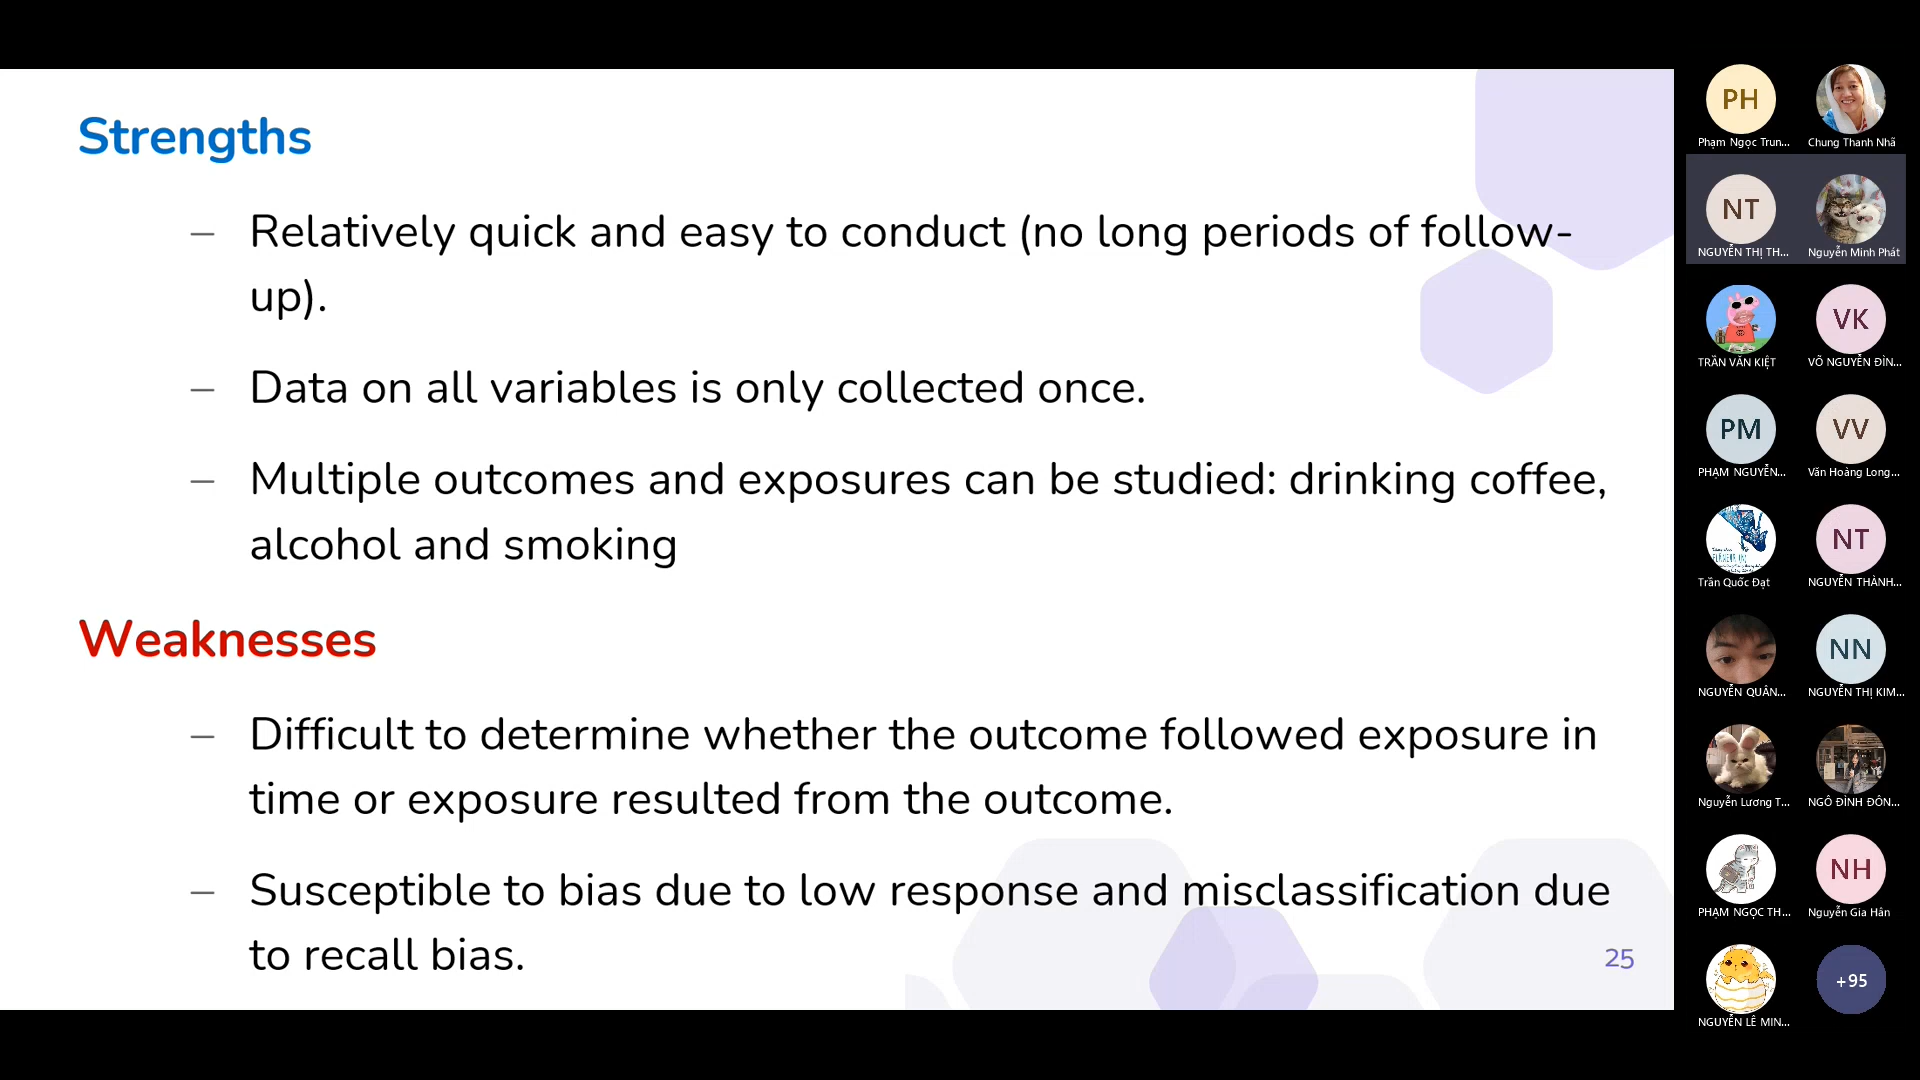 Strengths
– Relatively quick and easy to conduct (no long periods of follow-
up).
– Data on all variables is only collected once.
– Multiple outcomes and exposures can be studied: drinking coffee,
alcohol and smoking
Weaknesses
– Difficult to determine whether the outcome followed exposure in
time or exposure resulted from the outcome.
– Susceptible to bias due to low response and misclassification due
to recall bias.
25
PH
Phạm Ngọc Trun... Chung Thanh Nhã
NT
NGUYỄN THỊ TH... Nguyễn Minh Phát
VK
TRẦN VĂN KIỆT VÕ NGUYỄN ĐÌN...
PM VV
PHẠM NGUYỄN... Văn Hoàng Long...
NT
Trần Quốc Đạt NGUYỄN THÀNH...
NN
NGUYỄN QUÂN... NGUYỄN THỊ KIM...
Nguyễn Lương T... NGÔ ĐÌNH ĐÔN...
NH
PHẠM NGỌC TH... Nguyễn Gia Hân
+95
NGUYỄN LÊ MIN...